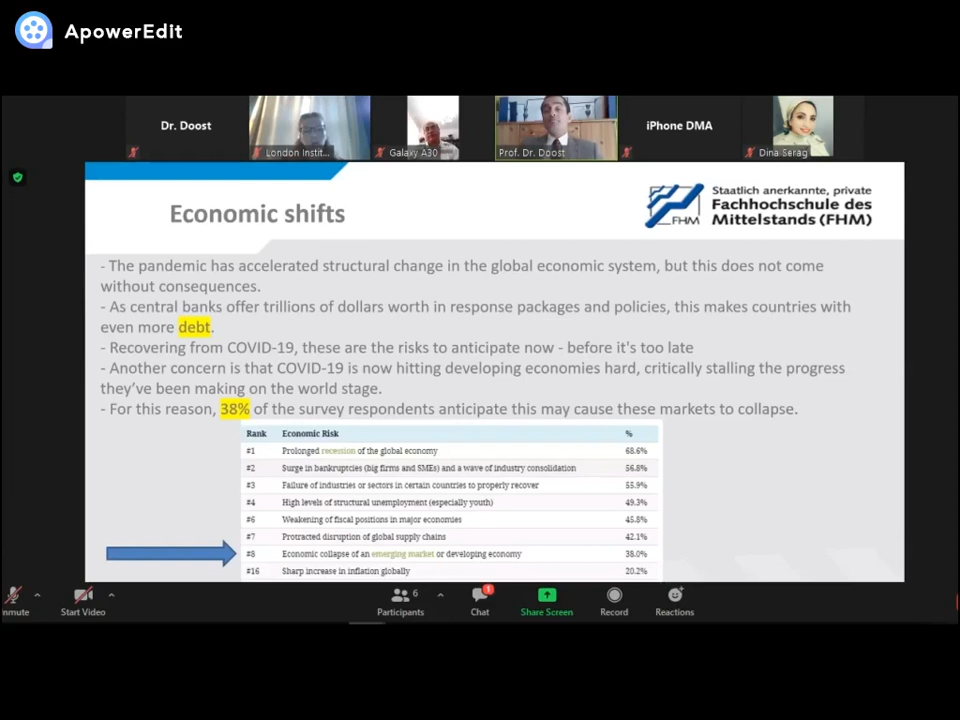 ApowerEdit
Dr. Doost
London Instit...
Galaxy A30
Prof. Dr. Doost
iPhone DMA
Dina Serag
Economic shifts
FHM
Staatlich anerkannte, private
Fachhochschule des
Mittelstands (FHM)
- The pandemic has accelerated structural change in the global economic system, but this does not come
without consequences.
- As central banks offer trillions of dollars worth in response packages and policies, this makes countries with
even more debt.
- Recovering from COVID-19, these are the risks to anticipate now - before it's too late
- Another concern is that COVID-19 is now hitting developing economies hard, critically stalling the progress
they've been making on the world stage.
- For this reason, 38% of the survey respondents anticipate this may cause these markets to collapse.
Rank Economic Risk %
#1 Prolonged recession of the global economy 68.6%
#2 Surge in bankruptcies (big firms and SMEs) and a wave of industry consolidation 56.8%
#3 Failure of industries or sectors in certain countries to properly recover 55.9%
#4 High levels of structural unemployment (especially youth) 49.3%
#6 Weakening of fiscal positions in major economies 45.8%
#7 Protracted disruption of global supply chains 42.1%
#8 Economic collapse of an emerging market or developing economy 38.0%
#16 Sharp increase in inflation globally 20.2%
6
1
nmute
Start Video
Participants
Chat
Share Screen
Record
Reactions